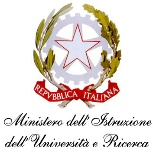 REPVBBLICA ITALIANA
Ministero dell'Istruzione
dell'Università e Ricerca